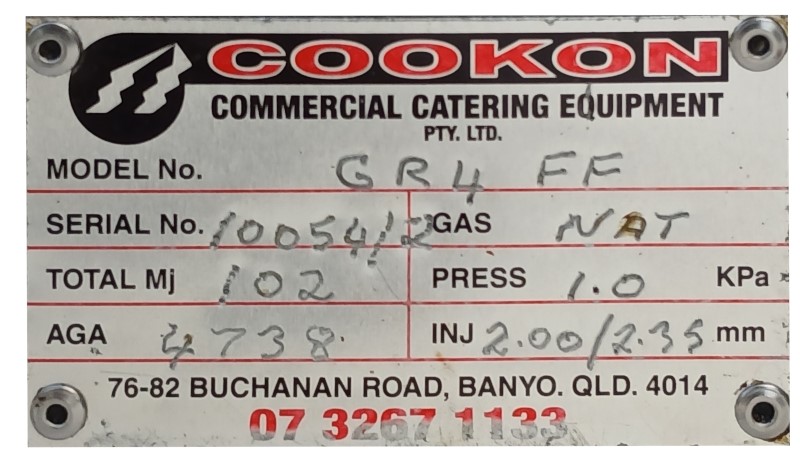 COOKON
COMMERCIAL CATERING EQUIPMENT
PTY. LTD.
MODEL No. GR4 FF
SERIAL No. 10054/2 GAS NAT
TOTAL Mj 102 PRESS 1.0 KPa
AGA 4738 INJ 2.00/2.35 mm
76-82 BUCHANAN ROAD, BANYO. QLD. 4014
07 3267 1133